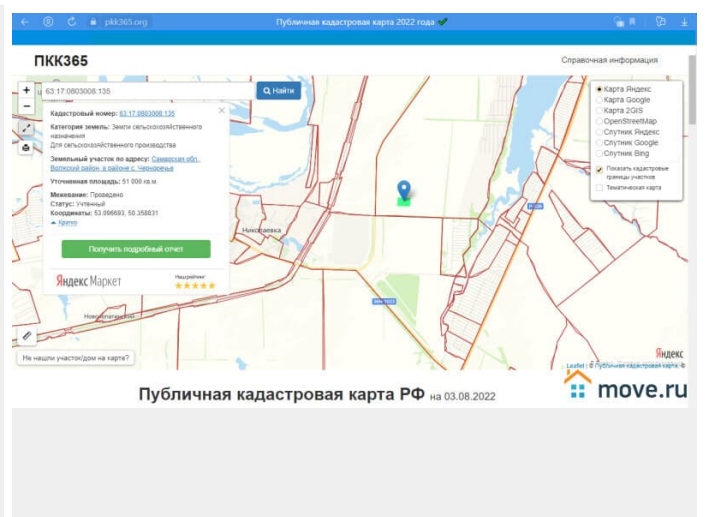 pkk365.org
Публичная кадастровая карта 2022 года
ПКК365
Справочная информация
63:17:0803008:135
Найти
Кадастровый номер: 63:17:0803008:135
Категория земель: Земли сельскохозяйственного
назначения
Для сельскохозяйственного производства
Земельный участок по адресу: Самарская обл.,
Волжский район, в районе с. Черноречье
Уточненная площадь: 51 000 кв.м.
Межевание: Проведено
Статус: Учтенный
Координаты: 53.096693, 50.358031
Кратко
Получить подробный отчет
Яндекс Маркет
Наш рейтинг
Карта Яндекс
Карта Google
Карта 2GIS
OpenStreetMap
Спутник Яндекс
Спутник Google
Спутник Bing
Показать кадастровые
границы участков
Тематическая карта
Николаевка
Не нашли участок/дом на карте?
Яндекс
Leaflet | © Публичная кадастровая карта, ©
Публичная кадастровая карта РФ на 03.08.2022
move.ru